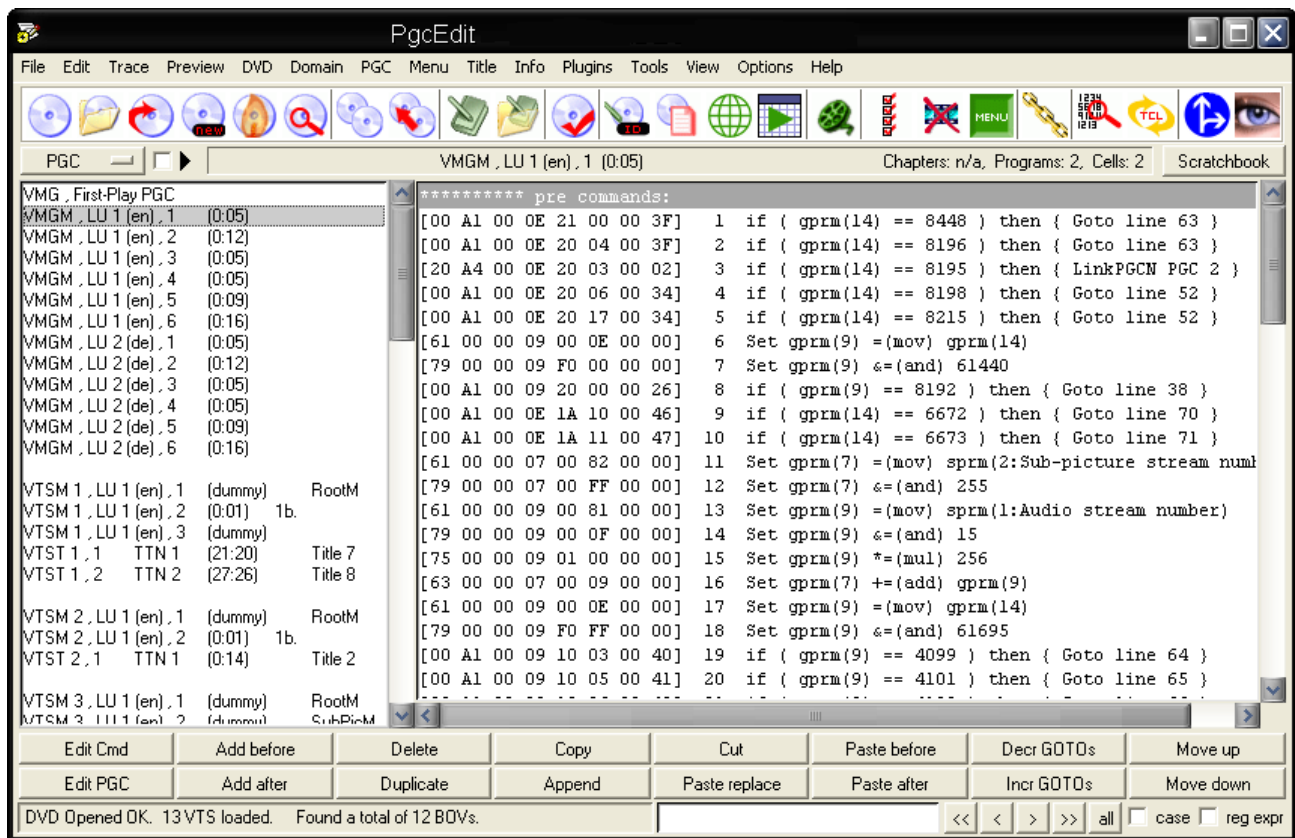 PgcEdit
File Edit Trace Preview DVD Domain PGC Menu Title Info Plugins Tools View Options Help
new ID MENU 1234 TCL
PGC VMGM , LU 1 (en) , 1 (0:05) Chapters: n/a, Programs: 2, Cells: 2 Scratchbook
VMG , First-Play PGC
VMGM , LU 1 (en) , 1 (0:05)
VMGM , LU 1 (en) , 2 (0:12)
VMGM , LU 1 (en) , 3 (0:05)
VMGM , LU 1 (en) , 4 (0:05)
VMGM , LU 1 (en) , 5 (0:09)
VMGM , LU 1 (en) , 6 (0:16)
VMGM , LU 2 (de) , 1 (0:05)
VMGM , LU 2 (de) , 2 (0:12)
VMGM , LU 2 (de) , 3 (0:05)
VMGM , LU 2 (de) , 4 (0:05)
VMGM , LU 2 (de) , 5 (0:09)
VMGM , LU 2 (de) , 6 (0:16)
VTSM 1 , LU 1 (en) , 1 (dummy) RootM
VTSM 1 , LU 1 (en) , 2 (0:01) 1b.
VTSM 1 , LU 1 (en) , 3 (dummy)
VTST 1 , 1 TTN 1 (21:20) Title 7
VTST 1 , 2 TTN 2 (27:26) Title 8
VTSM 2 , LU 1 (en) , 1 (dummy) RootM
VTSM 2 , LU 1 (en) , 2 (0:01) 1b.
VTST 2 , 1 TTN 1 (0:14) Title 2
VTSM 3 , LU 1 (en) , 1 (dummy) RootM
VTSM 3 , LU 1 (en) , 2 (dummy) SubPicM
********** pre commands:
[00 A1 00 0E 21 00 00 3F] 1 if ( gprm(14) == 8448 ) then { Goto line 63 }
[00 A1 00 0E 20 04 00 3F] 2 if ( gprm(14) == 8196 ) then { Goto line 63 }
[20 A4 00 0E 20 03 00 02] 3 if ( gprm(14) == 8195 ) then { LinkPGCN PGC 2 }
[00 A1 00 0E 20 06 00 34] 4 if ( gprm(14) == 8198 ) then { Goto line 52 }
[00 A1 00 0E 20 17 00 34] 5 if ( gprm(14) == 8215 ) then { Goto line 52 }
[61 00 00 09 00 0E 00 00] 6 Set gprm(9) =(mov) gprm(14)
[79 00 00 09 F0 00 00 00] 7 Set gprm(9) &=(and) 61440
[00 A1 00 09 20 00 00 26] 8 if ( gprm(9) == 8192 ) then { Goto line 38 }
[00 A1 00 0E 1A 10 00 46] 9 if ( gprm(14) == 6672 ) then { Goto line 70 }
[00 A1 00 0E 1A 11 00 47] 10 if ( gprm(14) == 6673 ) then { Goto line 71 }
[61 00 00 07 00 82 00 00] 11 Set gprm(7) =(mov) sprm(2:Sub-picture stream numb
[79 00 00 07 00 FF 00 00] 12 Set gprm(7) &=(and) 255
[61 00 00 09 00 81 00 00] 13 Set gprm(9) =(mov) sprm(1:Audio stream number)
[79 00 00 09 00 0F 00 00] 14 Set gprm(9) &=(and) 15
[75 00 00 09 01 00 00 00] 15 Set gprm(9) *=(mul) 256
[63 00 00 07 00 09 00 00] 16 Set gprm(7) +=(add) gprm(9)
[61 00 00 09 00 0E 00 00] 17 Set gprm(9) =(mov) gprm(14)
[79 00 00 09 F0 FF 00 00] 18 Set gprm(9) &=(and) 61695
[00 A1 00 09 10 03 00 40] 19 if ( gprm(9) == 4099 ) then { Goto line 64 }
[00 A1 00 09 10 05 00 41] 20 if ( gprm(9) == 4101 ) then { Goto line 65 }
Edit Cmd Add before Delete Copy Cut Paste before Decr GOTOs Move up
Edit PGC Add after Duplicate Append Paste replace Paste after Incr GOTOs Move down
DVD Opened OK. 13 VTS loaded. Found a total of 12 BOVs. << < > >> all case reg expr